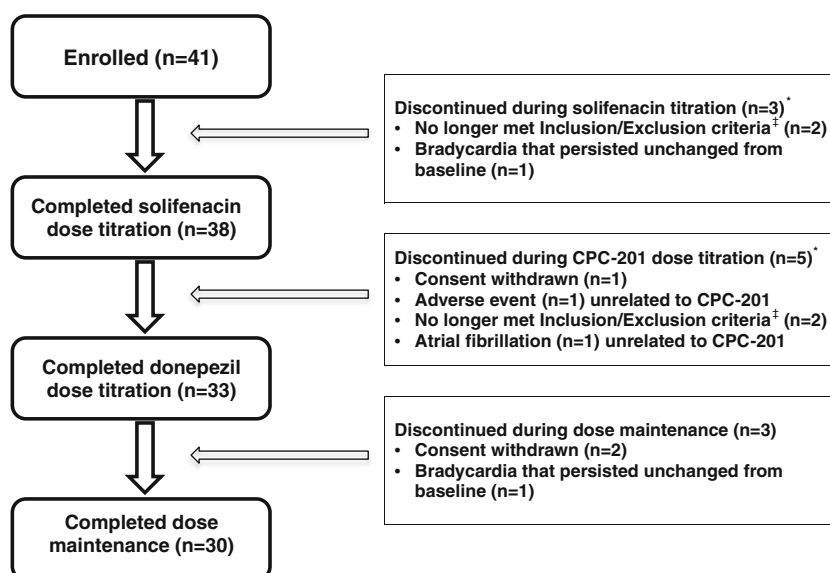 Enrolled (n=41)
Discontinued during solifenacin titration (n=3)*
• No longer met Inclusion/Exclusion criteria‡ (n=2)
• Bradycardia that persisted unchanged from
baseline (n=1)
Completed solifenacin
dose titration (n=38)
Discontinued during CPC-201 dose titration (n=5)*
• Consent withdrawn (n=1)
• Adverse event (n=1) unrelated to CPC-201
• No longer met Inclusion/Exclusion criteria‡ (n=2)
• Atrial fibrillation (n=1) unrelated to CPC-201
Completed donepezil
dose titration (n=33)
Discontinued during dose maintenance (n=3)
• Consent withdrawn (n=2)
• Bradycardia that persisted unchanged from
baseline (n=1)
Completed dose
maintenance (n=30)